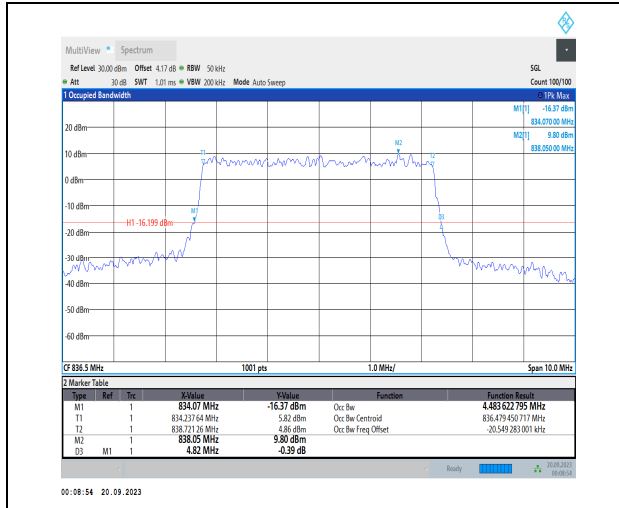 MultiView Spectrum
Ref Level 30.00 dBm Offset 4.17 dB RBW 50 kHz SGL
Att 30 dB SWT 1.01 ms VBW 200 kHz Mode Auto Sweep Count 100/100
1 Occupied Bandwidth 1Pk Max
M1[1] -16.37 dBm
834.070 00 MHz
M2[1] 9.80 dBm
838.050 00 MHz
20 dBm
10 dBm
0 dBm
-10 dBm
-20 dBm
-30 dBm
-40 dBm
-50 dBm
-60 dBm
T1
M2
T2
M1
D3
H1 -16.199 dBm
CF 836.5 MHz 1001 pts 1.0 MHz/ Span 10.0 MHz
2 Marker Table
Type Ref Trc X-Value Y-Value Function Function Result
M1 1 834.07 MHz -16.37 dBm Occ Bw 4.483 622 795 MHz
T1 1 834.237 64 MHz 5.82 dBm Occ Bw Centroid 836.479 450 717 MHz
T2 1 838.721 26 MHz 4.86 dBm Occ Bw Freq Offset -20.549 283 001 kHz
M2 1 838.05 MHz 9.80 dBm
D3 M1 1 4.82 MHz -0.39 dB
Ready 20.09.2023
00:08:54
00:08:54 20.09.2023